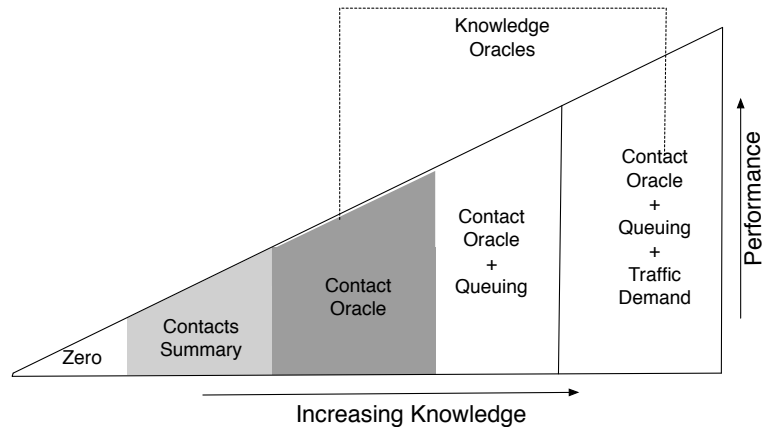 Knowledge
Oracles
Zero
Contacts
Summary
Contact
Oracle
Contact
Oracle
+
Queuing
Contact
Oracle
+
Queuing
+
Traffic
Demand
Performance
Increasing Knowledge